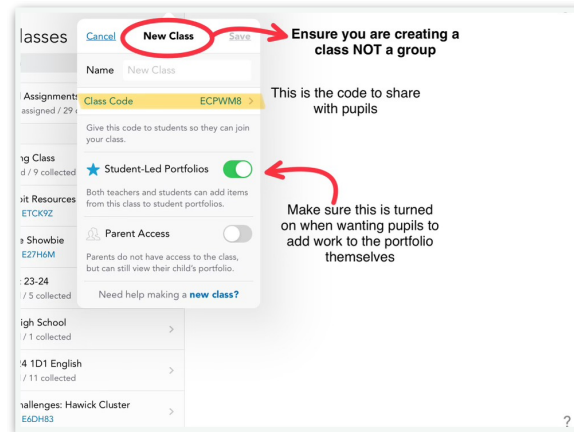 lasses
Assignments
assigned / 29
ng Class
d / 9 collected
it Resources
ETCK9Z
e Showbie
E27H6M
23-24
/ 5 collected
igh School
/ 1 collected
4 1D1 English
/ 11 collected
hallenges: Hawick Cluster
E6DH83
Cancel New Class Save
Name New Class
Class Code ECPWM8 >
Give this code to students so they can join
your class.
Student-Led Portfolios
Both teachers and students can add items
from this class to student portfolios.
Parent Access
Parents do not have access to the class,
but can still view their child's portfolio.
Need help making a new class?
Ensure you are creating a
class NOT a group
This is the code to share
with pupils
Make sure this is turned
on when wanting pupils to
add work to the portfolio
themselves
?